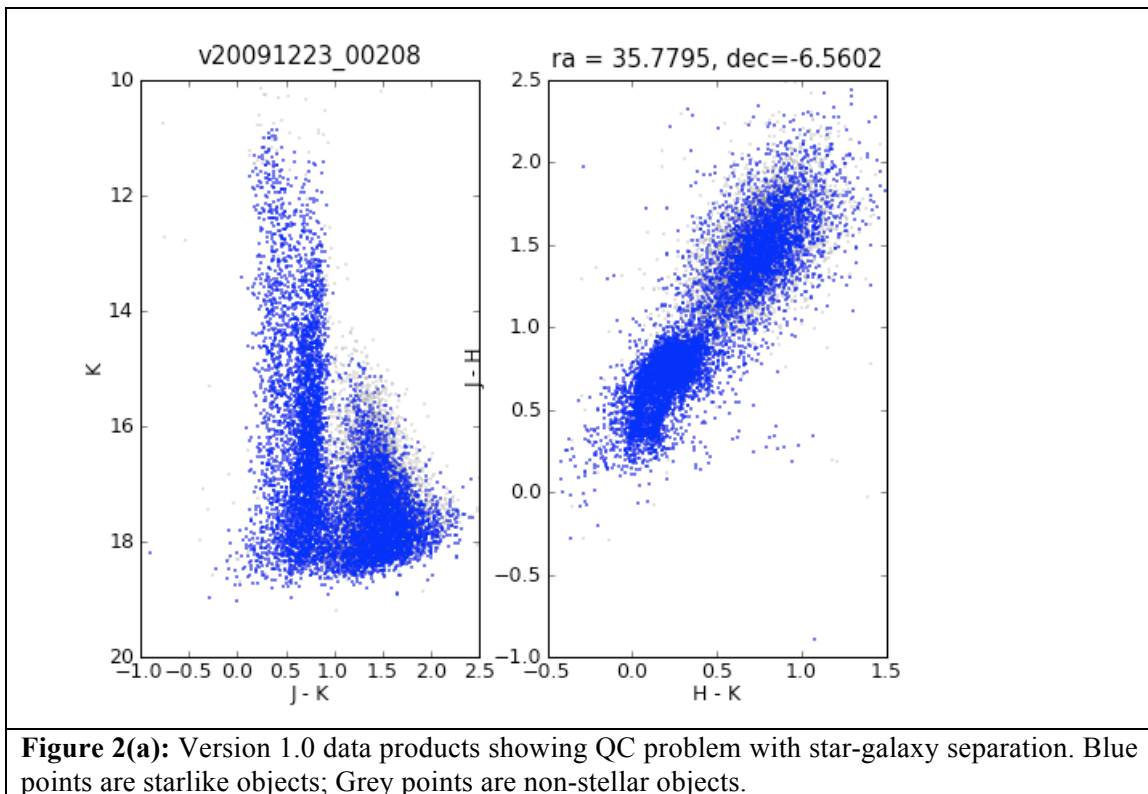 v20091223_00208
10
12
14
16
18
20
K
−1.0 −0.5 0.0 0.5 1.0 1.5 2.0 2.5
J - K
ra = 35.7795, dec=-6.5602
2.5
2.0
1.5
1.0
0.5
0.0
−0.5
−1.0
J - H
−0.5 0.0 0.5 1.0 1.5
H - K
Figure 2(a): Version 1.0 data products showing QC problem with star-galaxy separation. Blue
points are starlike objects; Grey points are non-stellar objects.